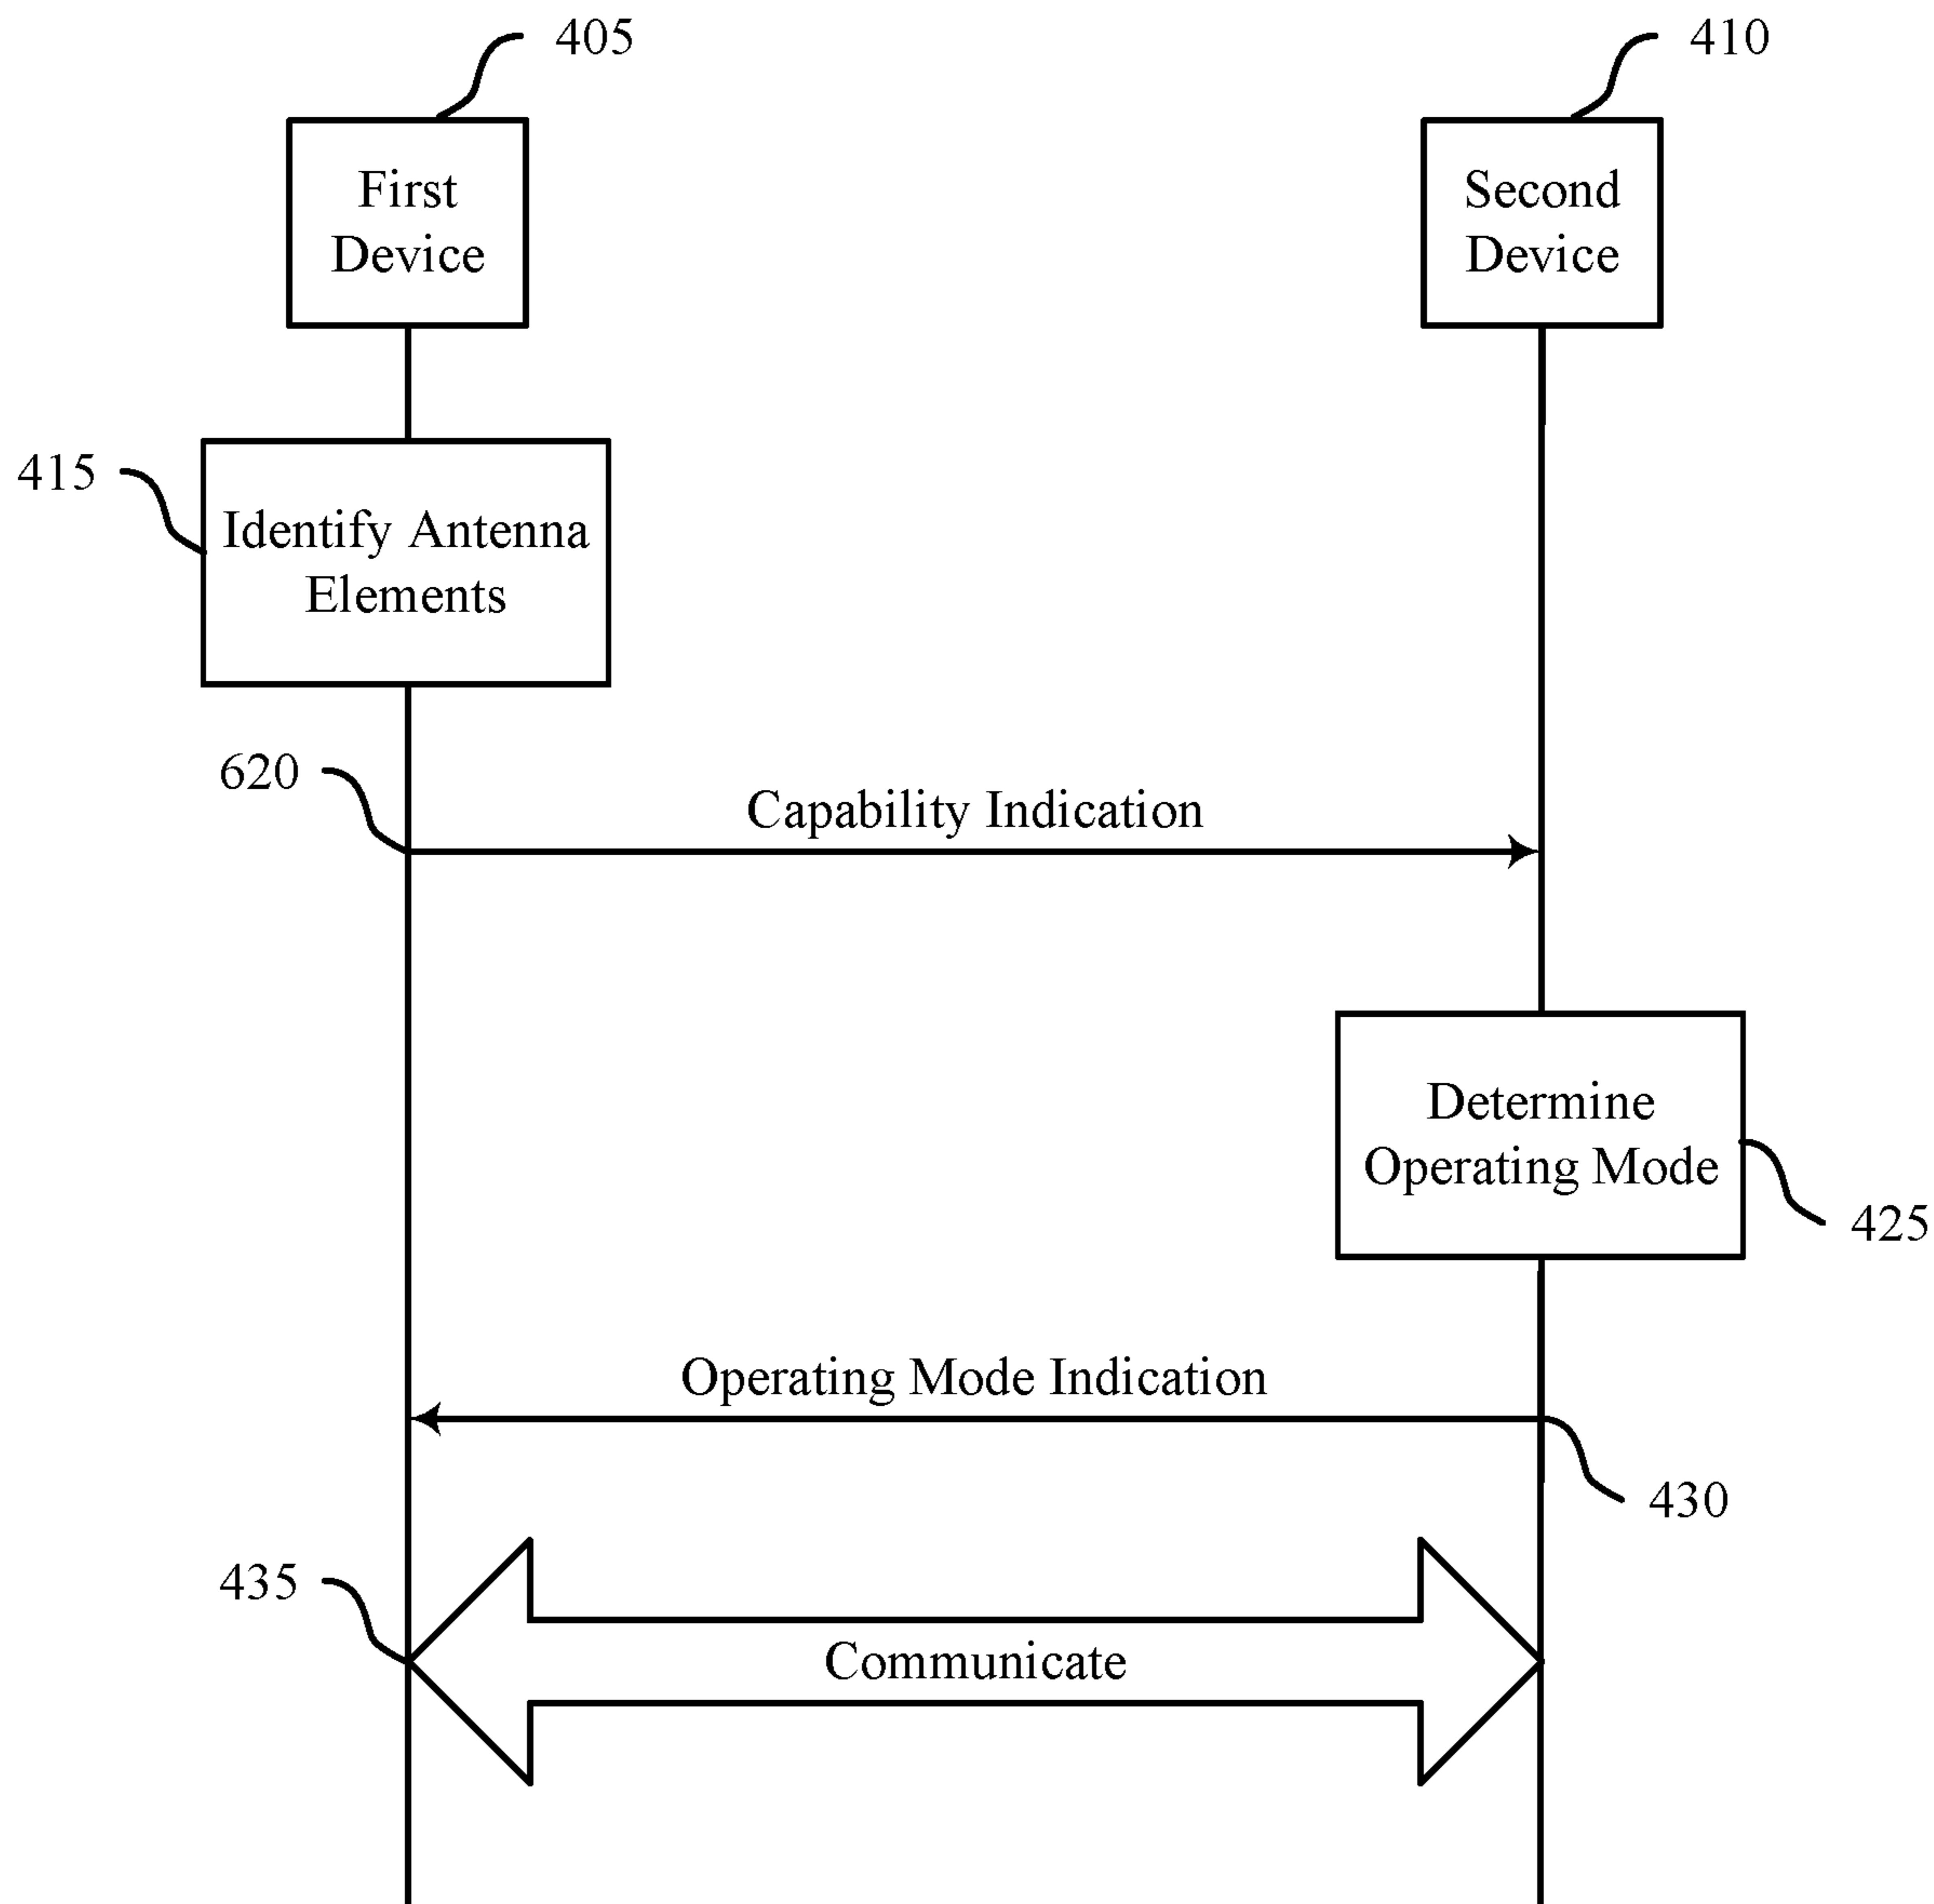 405
410
First
Device
Second
Device
415
Identify Antenna
Elements
620
Capability Indication
Determine
Operating Mode
425
Operating Mode Indication
430
435
Communicate